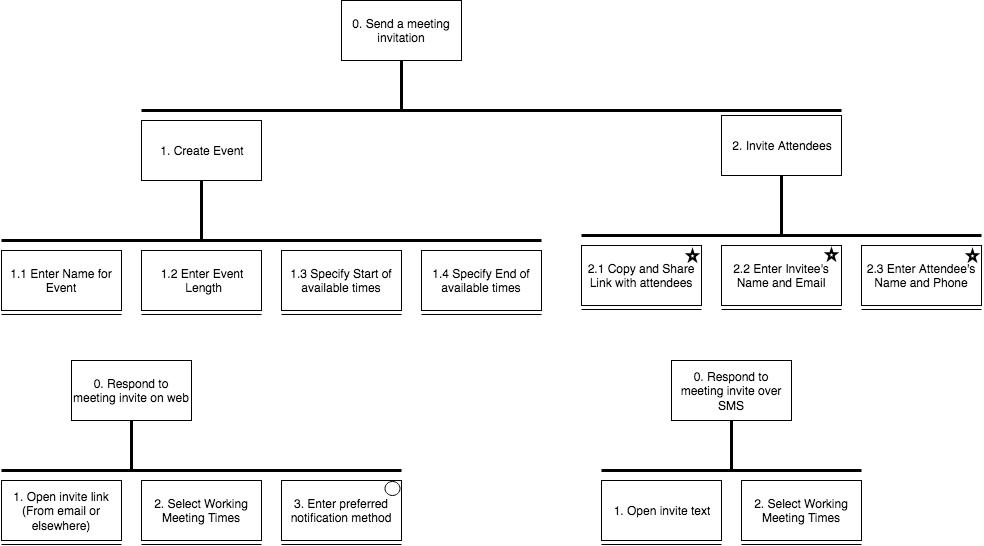 0. Send a meeting
invitation
1. Create Event
2. Invite Attendees
1.1 Enter Name for
Event
1.2 Enter Event
Length
1.3 Specify Start of
available times
1.4 Specify End of
available times
2.1 Copy and Share
Link with attendees
2.2 Enter Invitee's
Name and Email
2.3 Enter Attendee's
Name and Phone
0. Respond to
meeting invite on web
0. Respond to
meeting invite over
SMS
1. Open invite link
(From email or
elsewhere)
2. Select Working
Meeting Times
3. Enter preferred
notification method
1. Open invite text
2. Select Working
Meeting Times